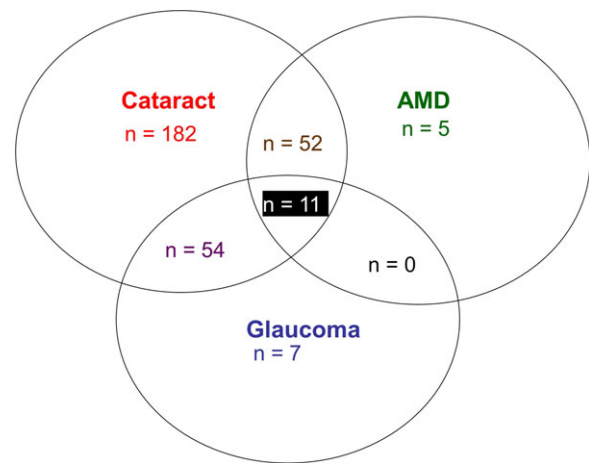 Cataract
n = 182
AMD
n = 5
n = 52
n = 11
n = 54
n = 0
Glaucoma
n = 7